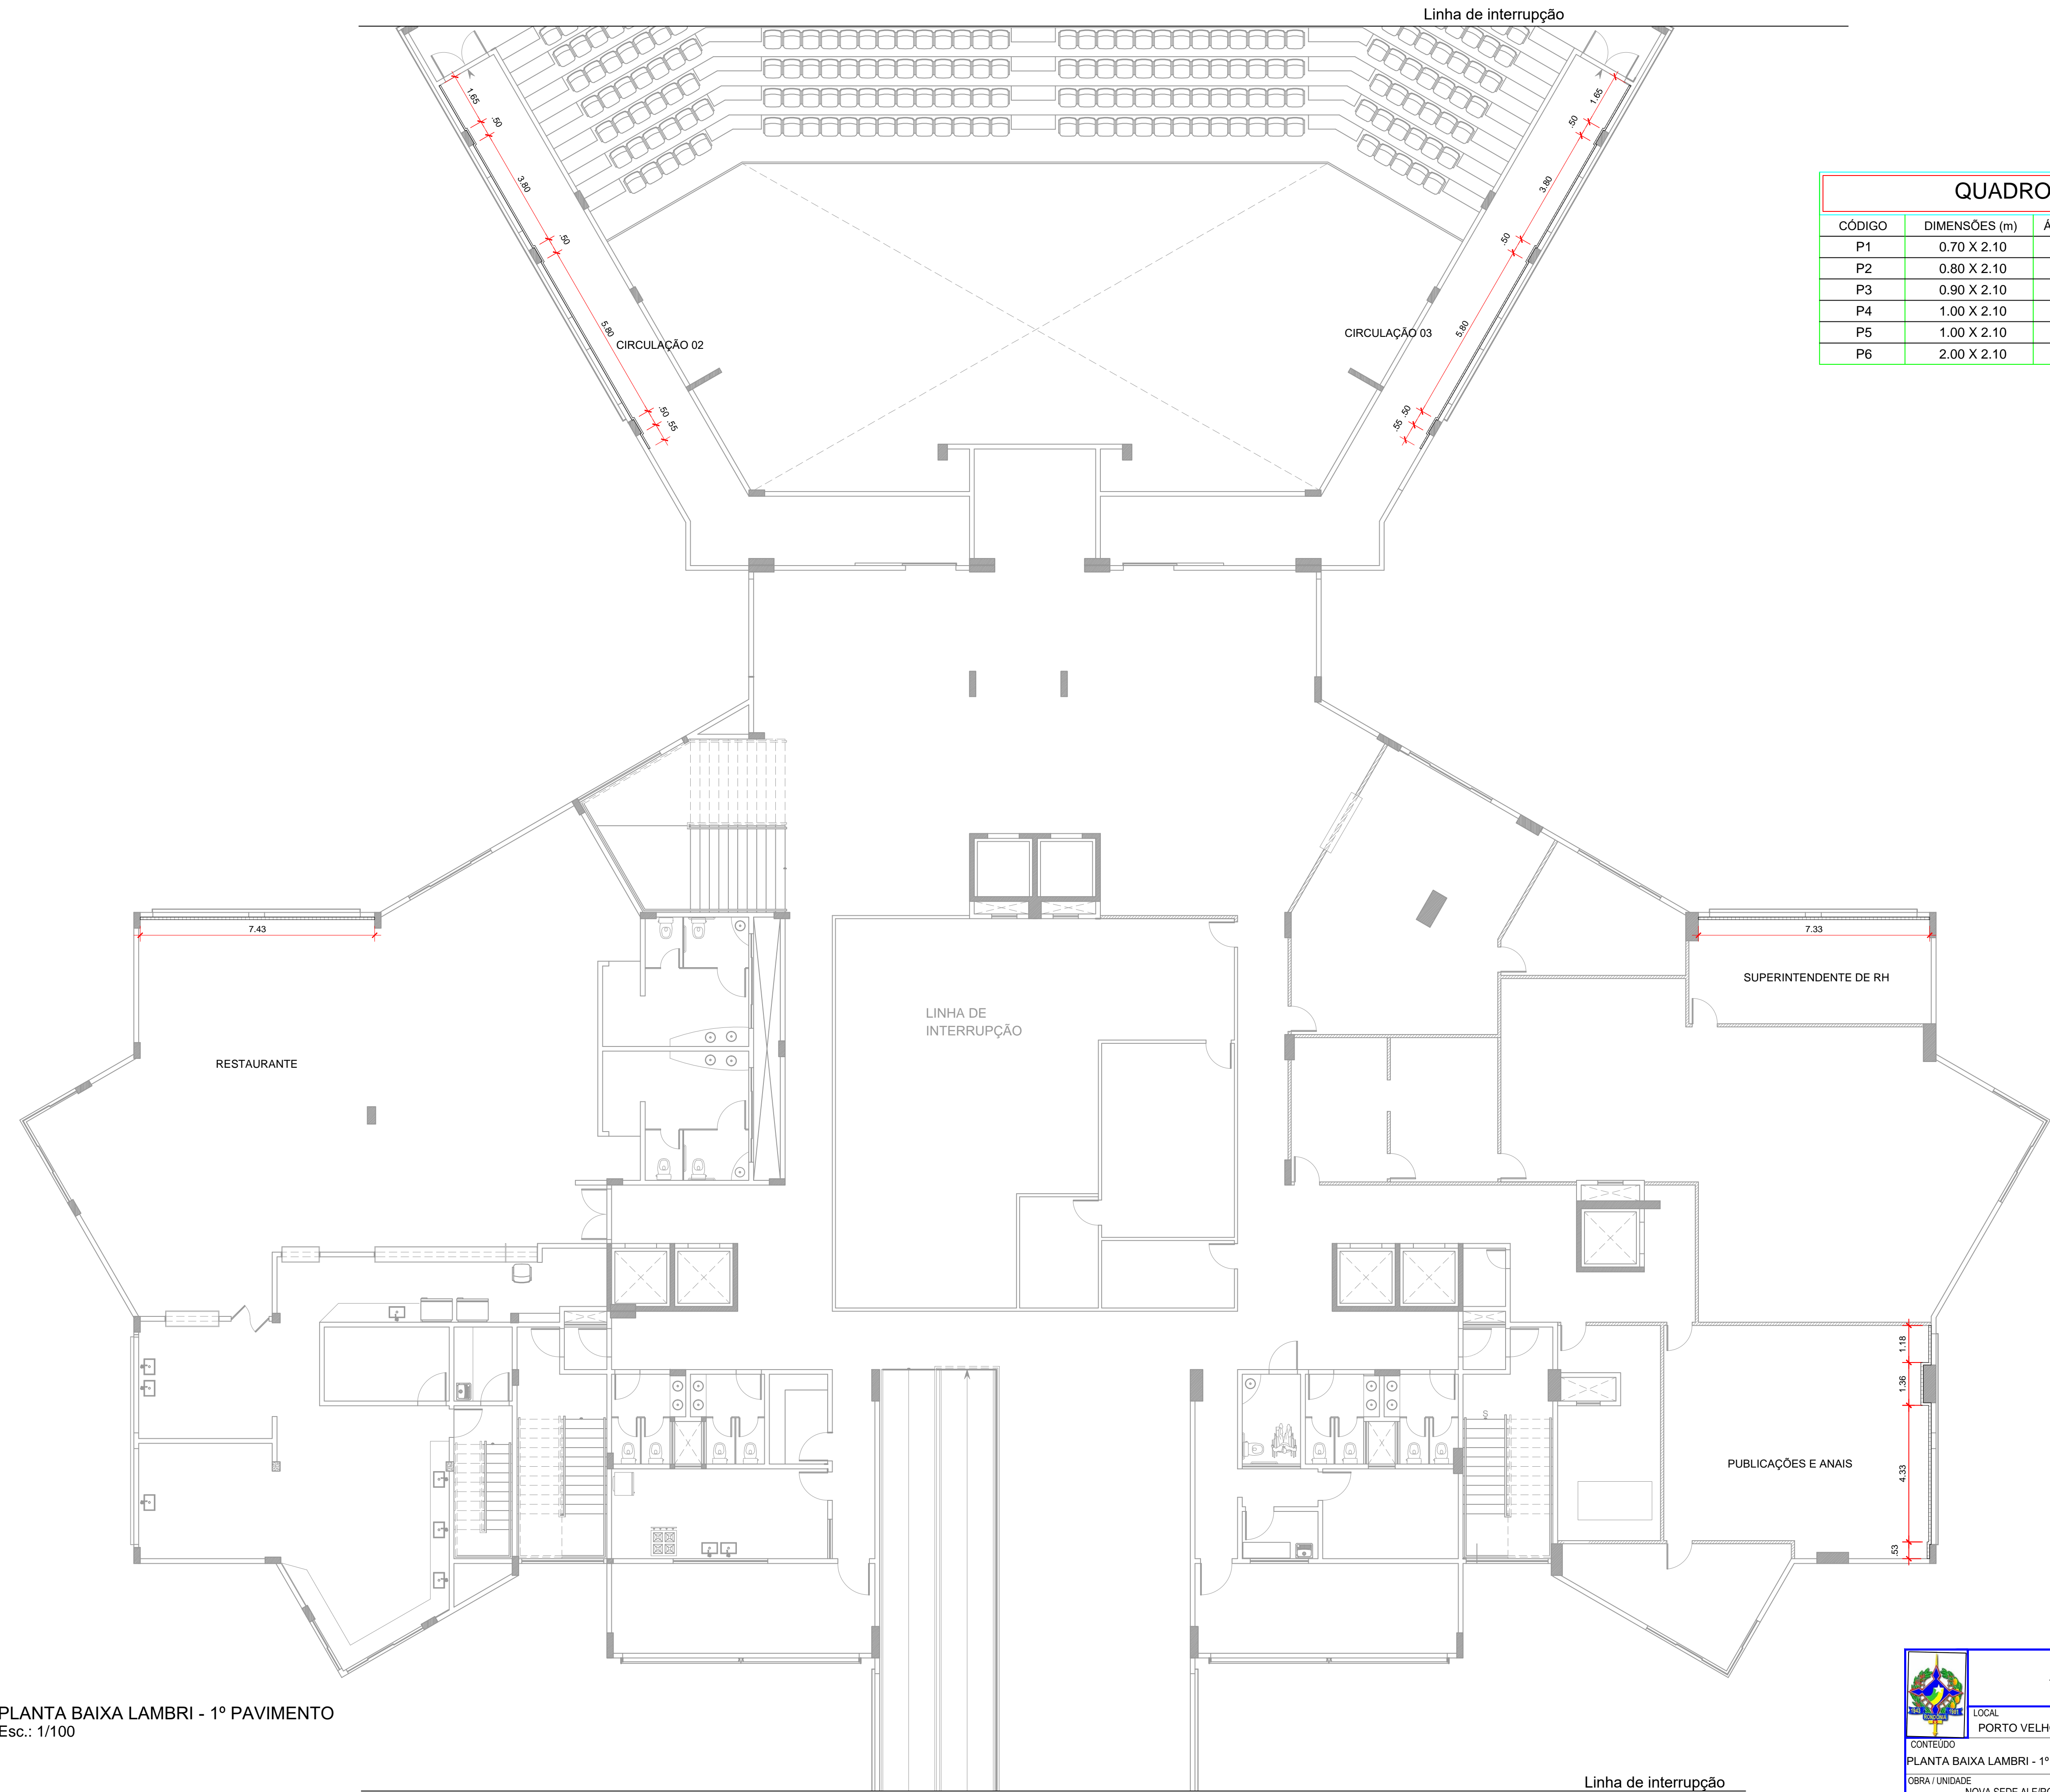 Linha de interrupção
1.65
.50
3.80
.50
5.80
.50
.55
CIRCULAÇÃO 02
1.65
.50
3.80
.50
5.80
.50
.55
CIRCULAÇÃO 03
QUADRO
CÓDIGO DIMENSÕES (m)
P1 0.70 X 2.10
P2 0.80 X 2.10
P3 0.90 X 2.10
P4 1.00 X 2.10
P5 1.00 X 2.10
P6 2.00 X 2.10
7.43
7.33
SUPERINTENDENTE DE RH
LINHA DE
INTERRUPÇÃO
RESTAURANTE
1.18
1.36
4.33
.53
S
PUBLICAÇÕES E ANAIS
PLANTA BAIXA LAMBRI - 1º PAVIMENTO
Esc.: 1/100
LOCAL
PORTO VELH
CONTEÚDO
PLANTA BAIXA LAMBRI - 1º
OBRA / UNIDADE
NOVA SEDE ALE/RO
Linha de interrupção